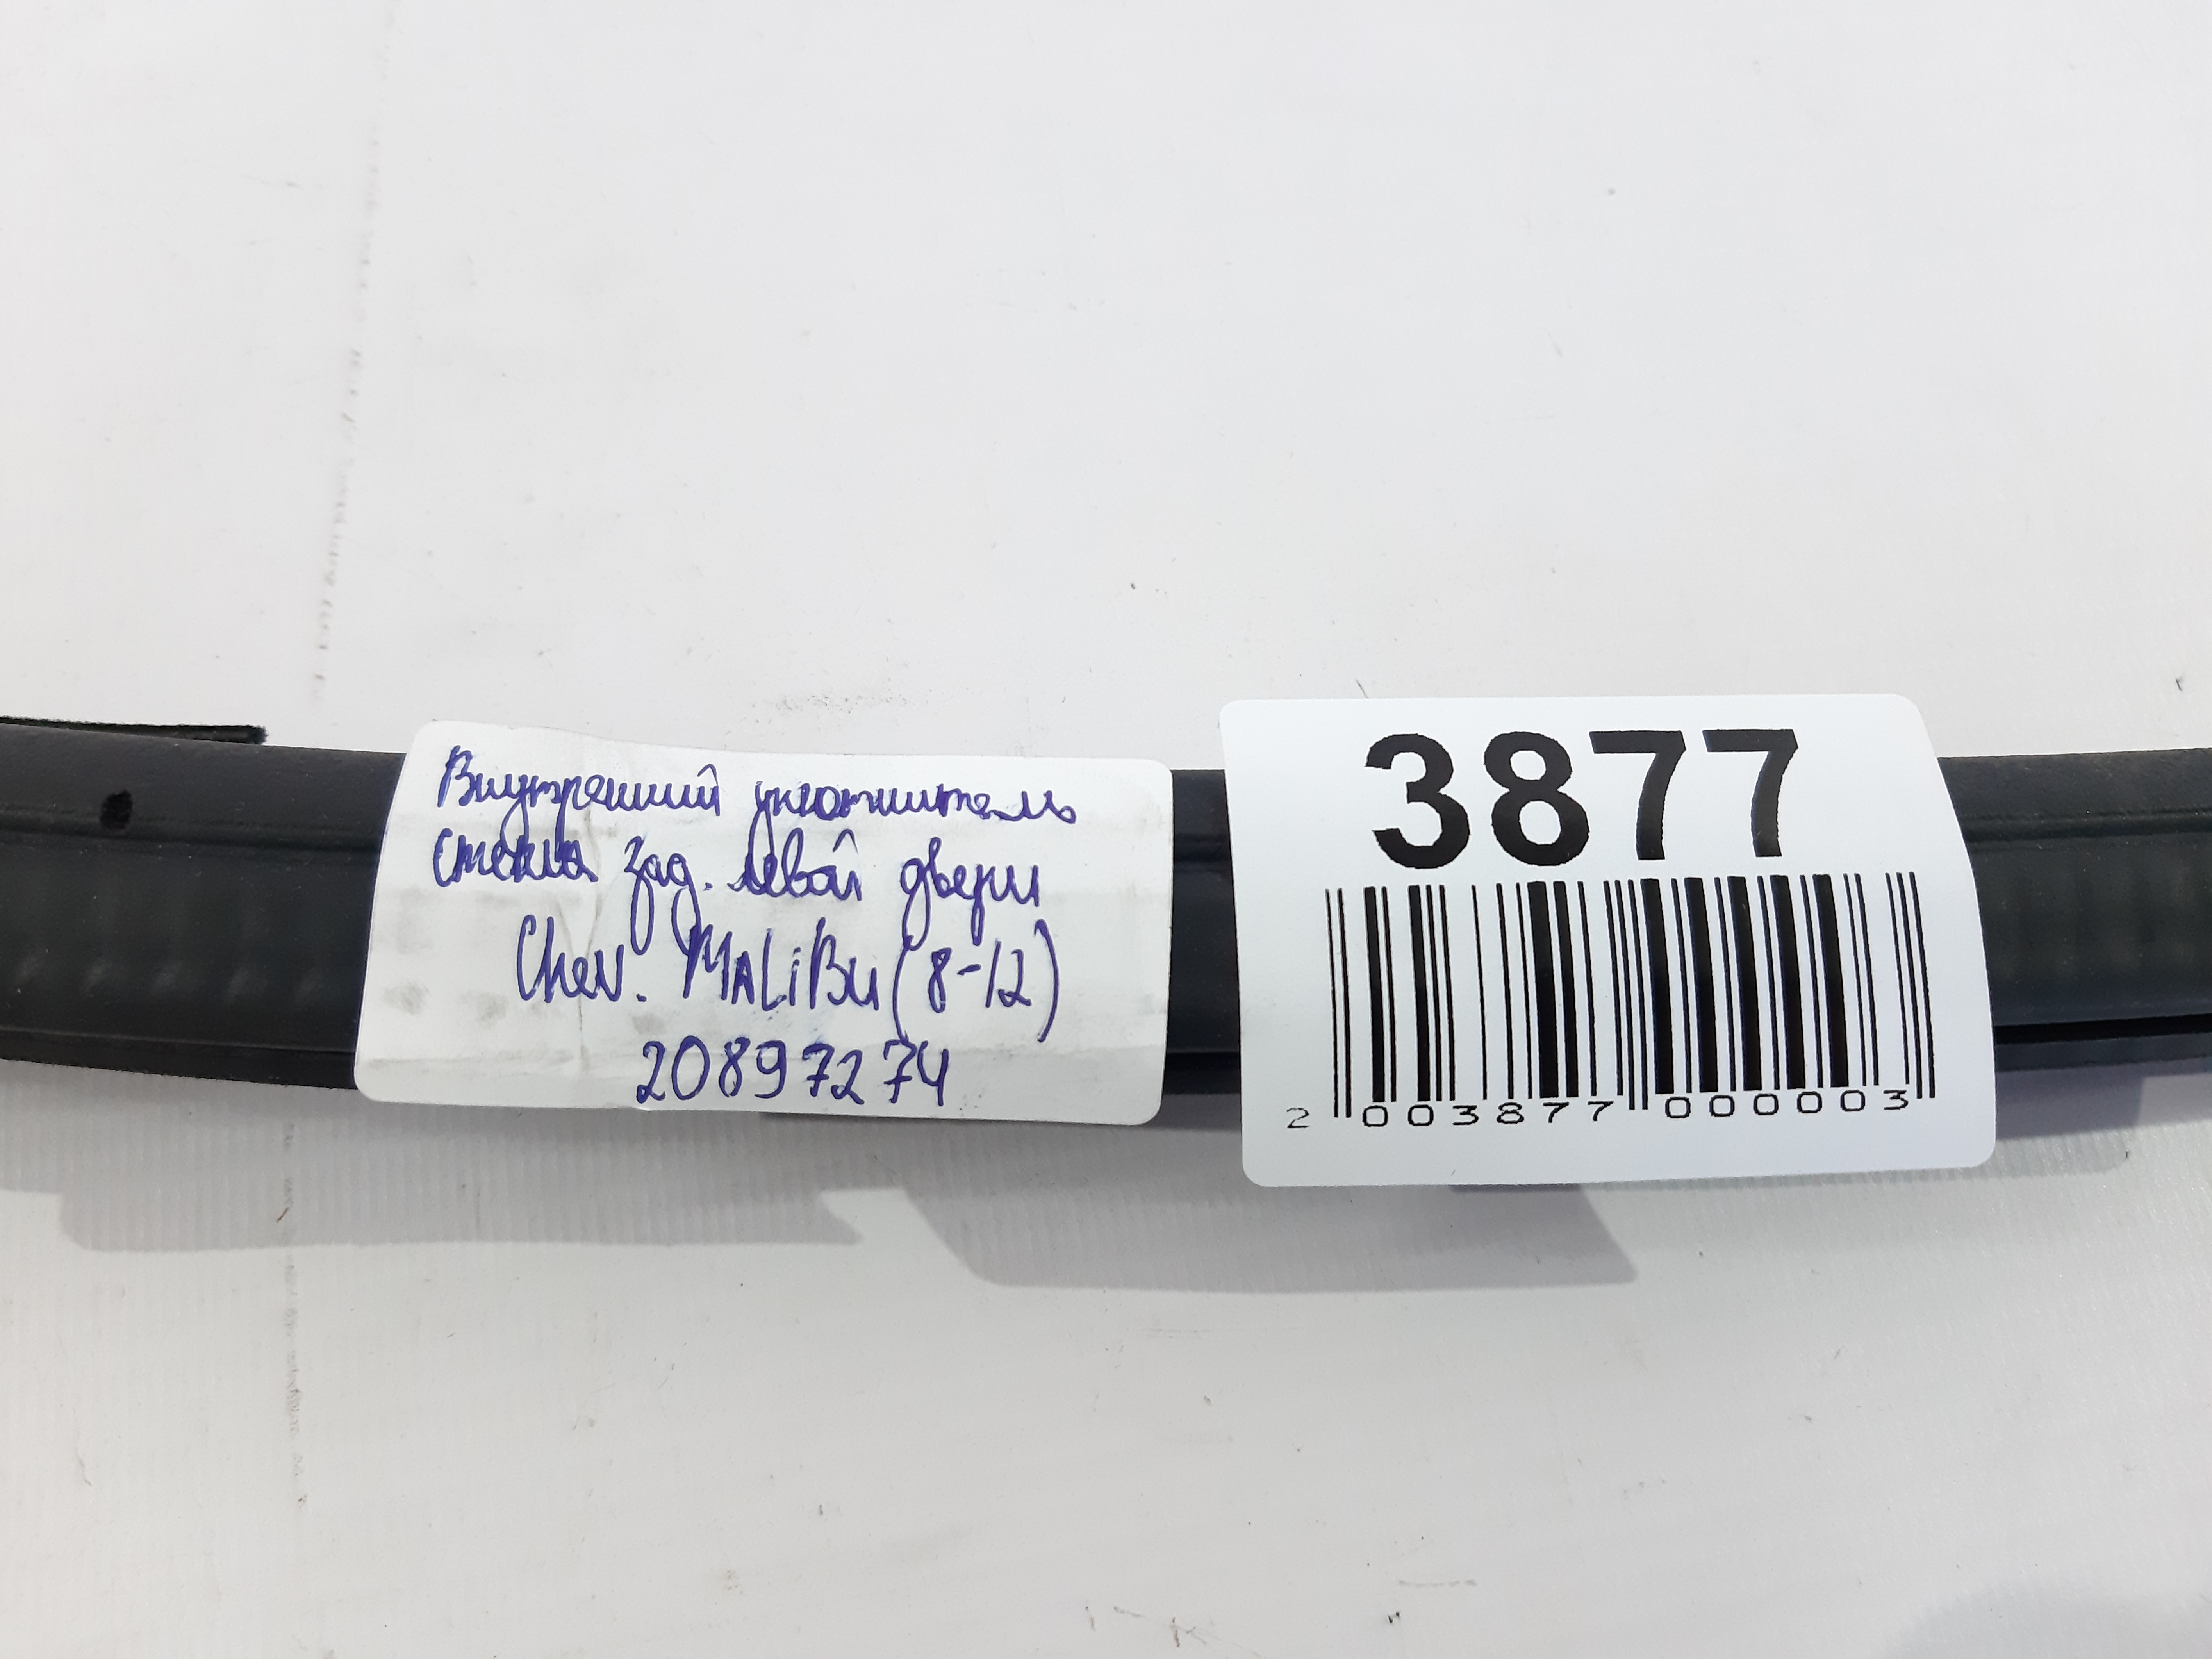 Внутренний уплотнитель
стекла зад. левой двери
Chev. MALiBu (8-12)
20897274
3877
2 003877 000003